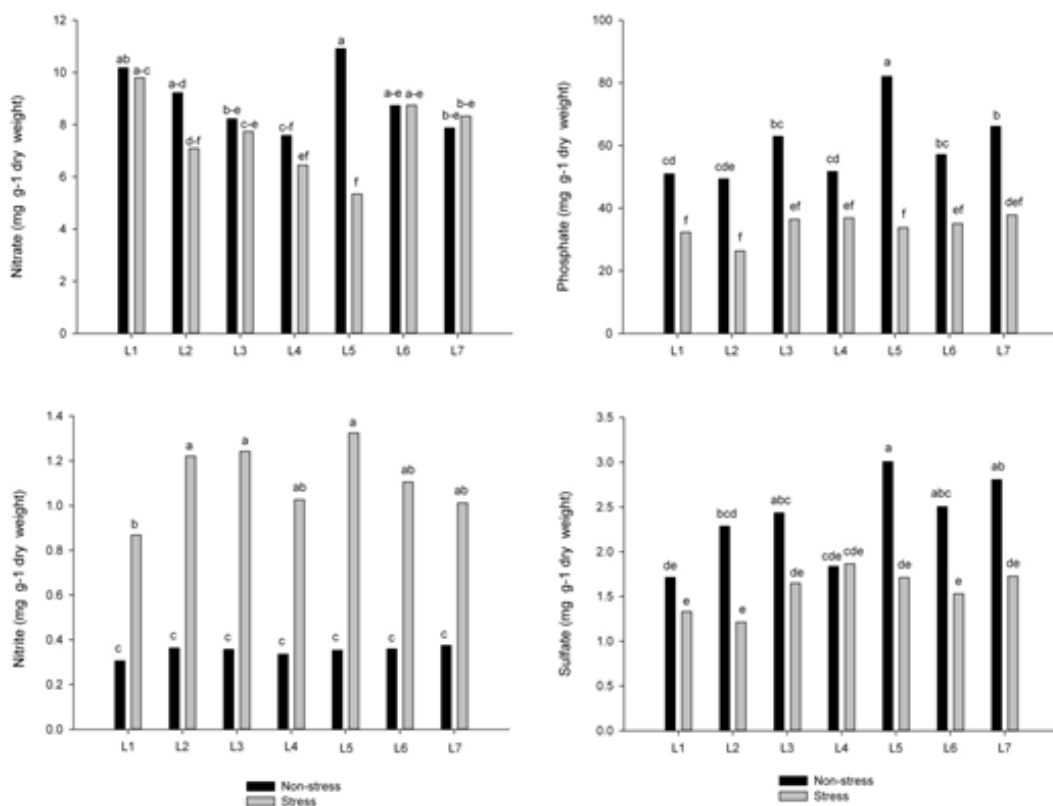 12
10
8
6
4
2
0
Nitrate (mg g-1 dry weight)
ab
a-c
a-d
d-f
b-e
c-e
c-f
ef
a
f
a-e
a-e
b-e
b-e
L1
L2
L3
L4
L5
L6
L7
100
80
60
40
20
0
Phosphate (mg g-1 dry weight)
cd
f
cde
f
bc
ef
cd
ef
a
f
bc
ef
b
def
L1
L2
L3
L4
L5
L6
L7
1.4
1.2
1.0
0.8
0.6
0.4
0.2
0.0
Nitrite (mg g-1 dry weight)
c
b
c
a
c
a
c
ab
c
a
c
ab
c
ab
L1
L2
L3
L4
L5
L6
L7
Non-stress
Stress
3.5
3.0
2.5
2.0
1.5
1.0
0.5
0.0
Sulfate (mg g-1 dry weight)
de
e
bcd
e
abc
de
cde
cde
a
de
abc
e
ab
de
L1
L2
L3
L4
L5
L6
L7
Non-stress
Stress